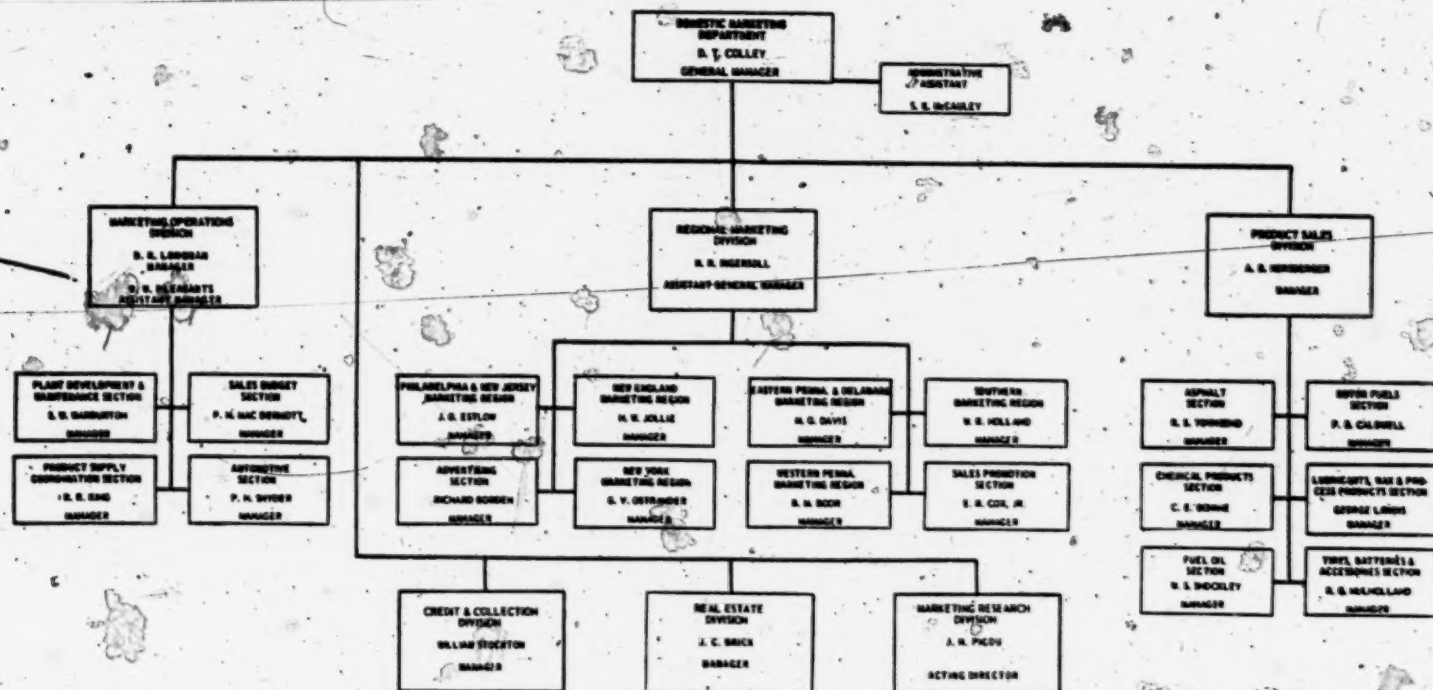 DOMESTIC MARKETING
DEPARTMENT
D. T. COLLEY
GENERAL MANAGER
ADMINISTRATIVE
ASSISTANT
McCAULEY
MARKETING OPERATIONS
DIVISION
MANAGER
ASSISTANT MANAGER
REGIONAL MARKETING
DIVISION
INGERSOLL
ASSISTANT GENERAL MANAGER
PRODUCT SALES
DIVISION
MANAGER
PLANT DEVELOPMENT &
MAINTENANCE SECTION
WARBURTON
MANAGER
SALES BUDGET
SECTION
MAC DERMOTT
MANAGER
PHILADELPHIA & NEW JERSEY
MARKETING REGION
J. G. ESTLOW
MANAGER
NEW ENGLAND
MARKETING REGION
JOLLIE
MANAGER
EASTERN PENNA. & DELAWARE
MARKETING REGION
DAVIS
MANAGER
SOUTHERN
MARKETING REGION
HOLLAND
MANAGER
ASPHALT
SECTION
TOWNSEND
MANAGER
MOTOR FUELS
SECTION
CALDWELL
MANAGER
PRODUCT SUPPLY
COORDINATION SECTION
KING
MANAGER
AUTOMOTIVE
SECTION
SNYDER
MANAGER
ADVERTISING
SECTION
RICHARD BORDEN
MANAGER
NEW YORK
MARKETING REGION
G. V. OSTRANDER
MANAGER
WESTERN PENNA.
MARKETING REGION
MANAGER
SALES PROMOTION
SECTION
E. R. COX, JR
MANAGER
CHEMICAL PRODUCTS
SECTION
MANAGER
LUBRICANTS, WAX & PRO-
CESS PRODUCTS SECTION
GEORGE
MANAGER
FUEL OIL
SECTION
SHOCKLEY
MANAGER
TIRES, BATTERIES &
ACCESSORIES SECTION
MULHOLLAND
MANAGER
CREDIT & COLLECTION
DIVISION
WILLIAM STOCKTON
MANAGER
REAL ESTATE
DIVISION
J. C. BRICK
MANAGER
MARKETING RESEARCH
DIVISION
ACTING DIRECTOR